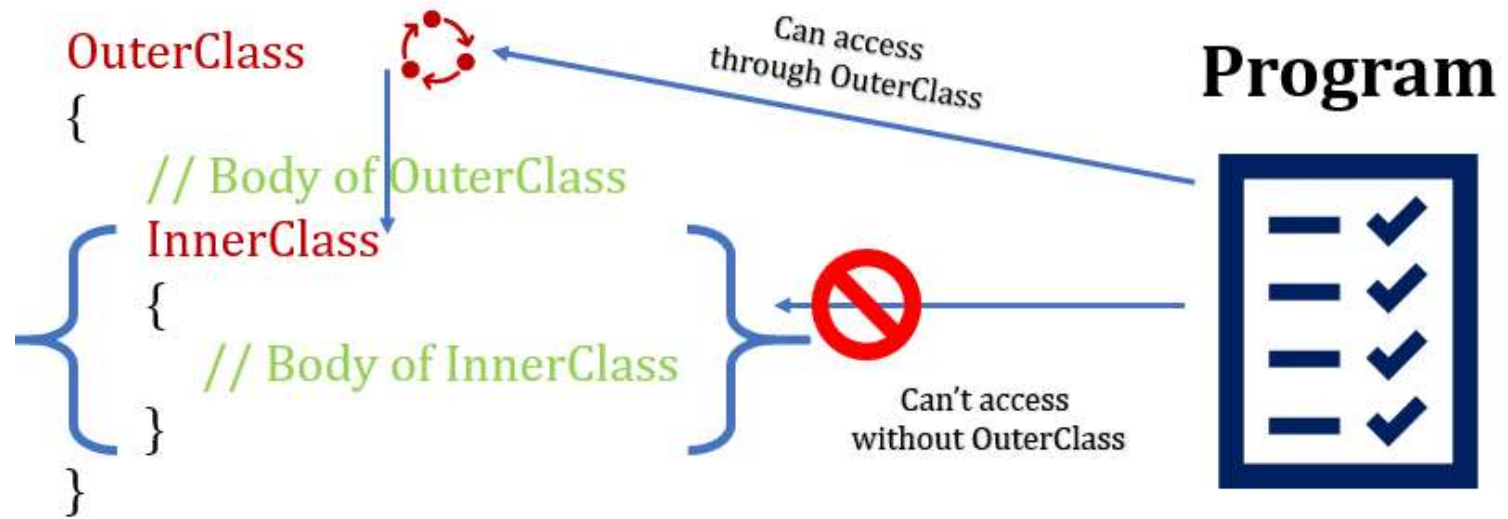 OuterClass
{
// Body of OuterClass
InnerClass
{
// Body of InnerClass
}
}
Can access
through OuterClass
Can't access
without OuterClass
Program